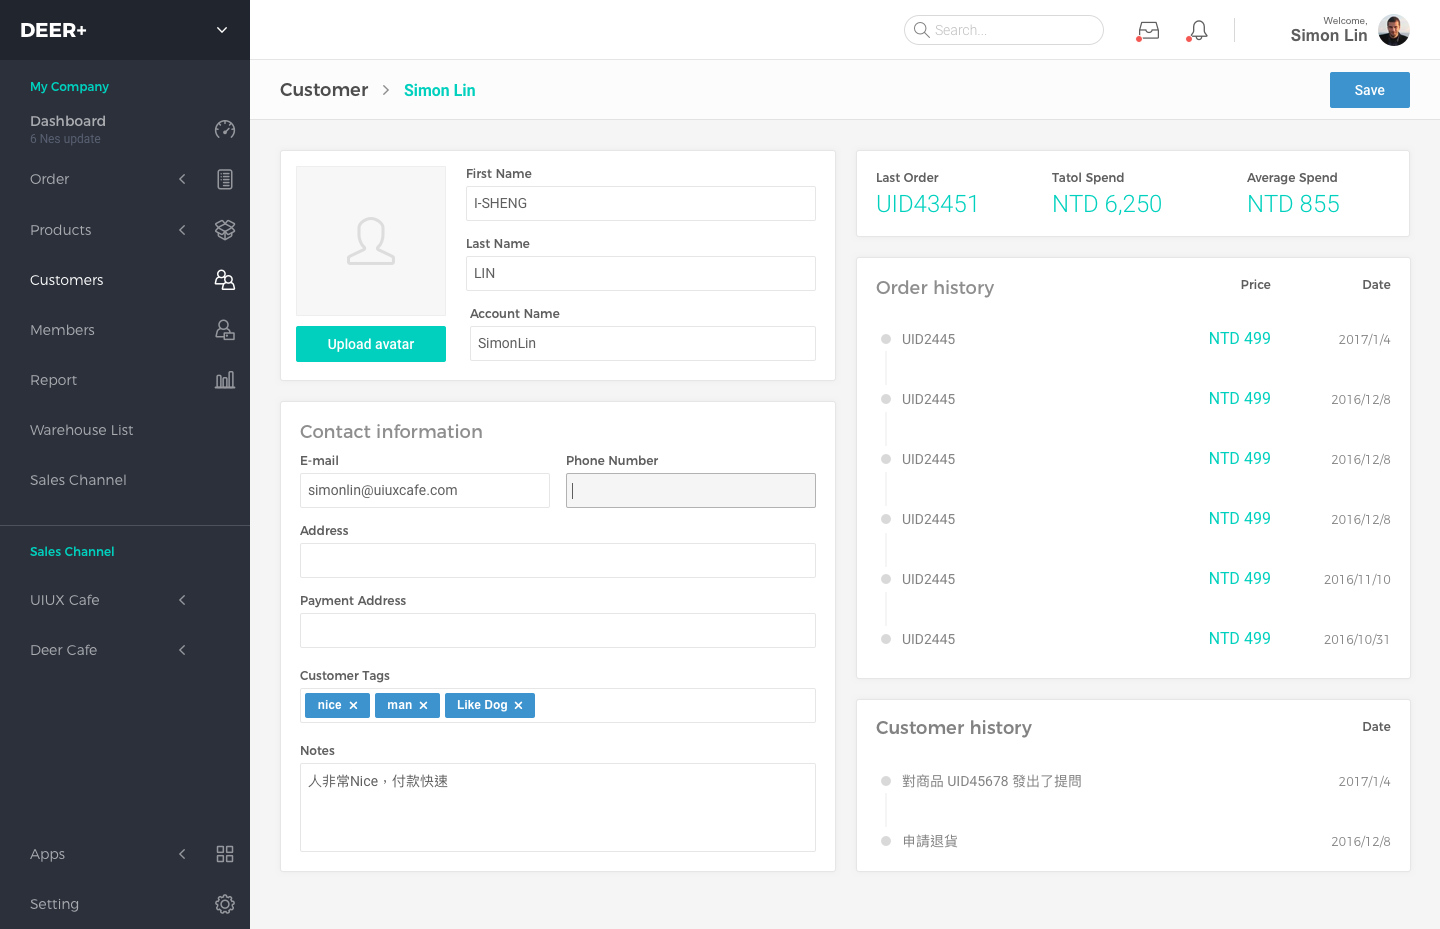 DEER+
My Company
Dashboard
6 Nes update
Order
Products
Customers
Members
Report
Warehouse List
Sales Channel
Sales Channel
UIUX Cafe
Deer Cafe
Apps
Setting
Search...
Welcome,
Simon Lin
Customer
Simon Lin
Save
Upload avatar
First Name
I-SHENG
Last Name
LIN
Account Name
SimonLin
Contact information
E-mail
Phone Number
simonlin@uiuxcafe.com
Address
Payment Address
Customer Tags
nice × man × Like Dog ×
Notes
人非常Nice，付款快速
Last Order Tatol Spend Average Spend
UID43451 NTD 6,250 NTD 855
Order history Price Date
UID2445 NTD 499 2017/1/4
UID2445 NTD 499 2016/12/8
UID2445 NTD 499 2016/12/8
UID2445 NTD 499 2016/12/8
UID2445 NTD 499 2016/11/10
UID2445 NTD 499 2016/10/31
Customer history Date
對商品 UID45678 發出了提問 2017/1/4
申請退貨 2016/12/8